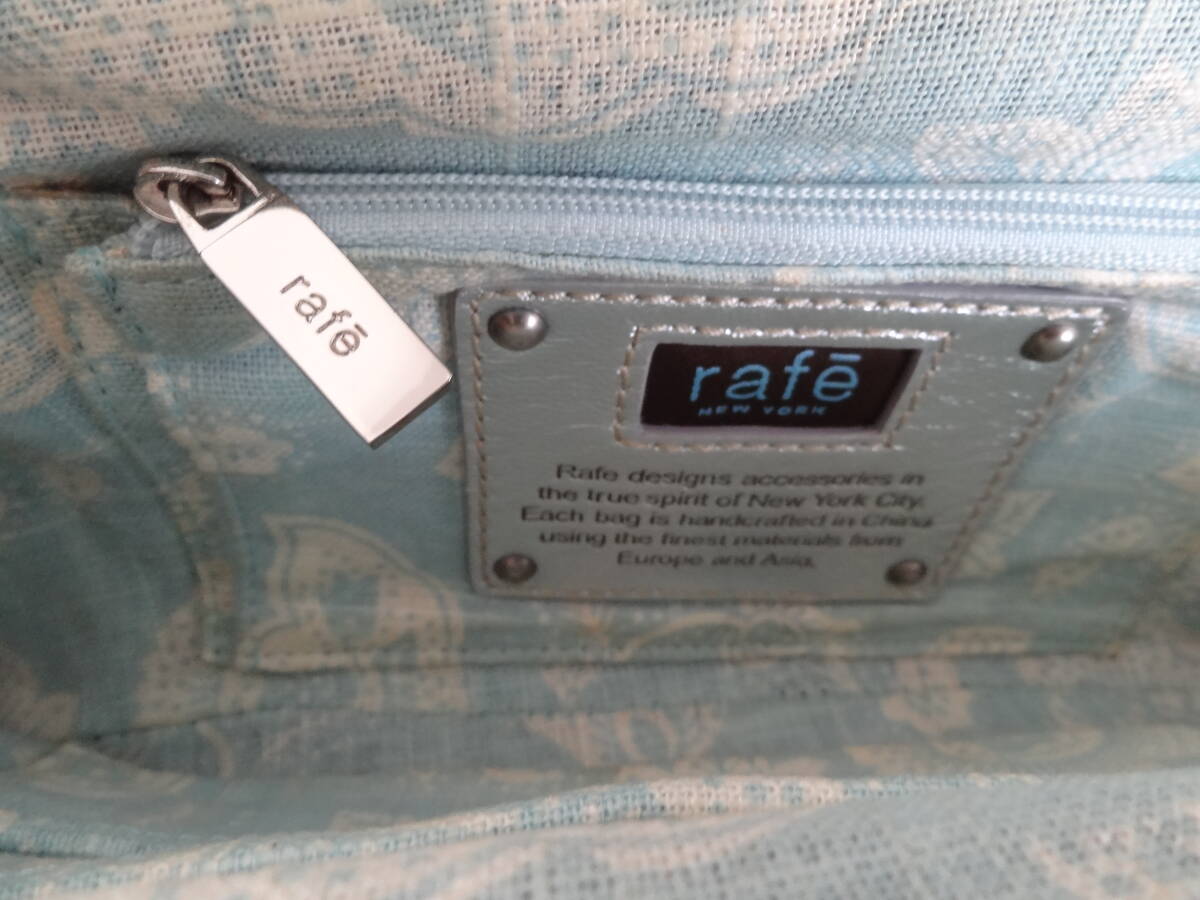 rafē
rafē
NEW YORK
Rafe designs accessories in
the true spirit of New York City.
Each bag is handcrafted in China
using the finest materials from
Europe and Asia.